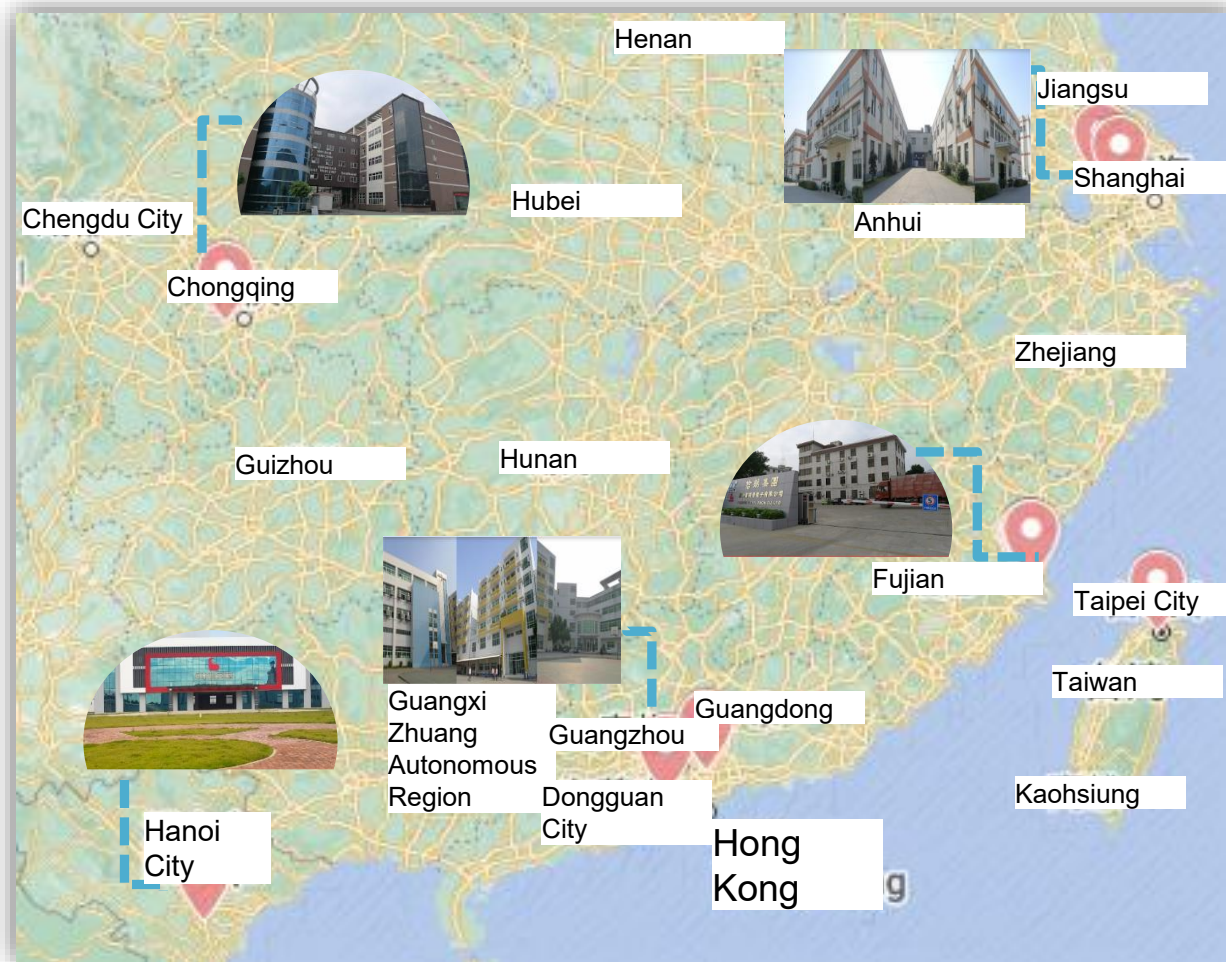 Henan
Jiangsu
Shanghai
Hubei
Anhui
Chengdu City
Chongqing
Zhejiang
Guizhou
Hunan
Fujian
Taipei City
Taiwan
Guangxi
Zhuang
Autonomous
Region
Guangdong
Guangzhou
Dongguan
City
Kaohsiung
Hanoi
City
Hong
Kong
g